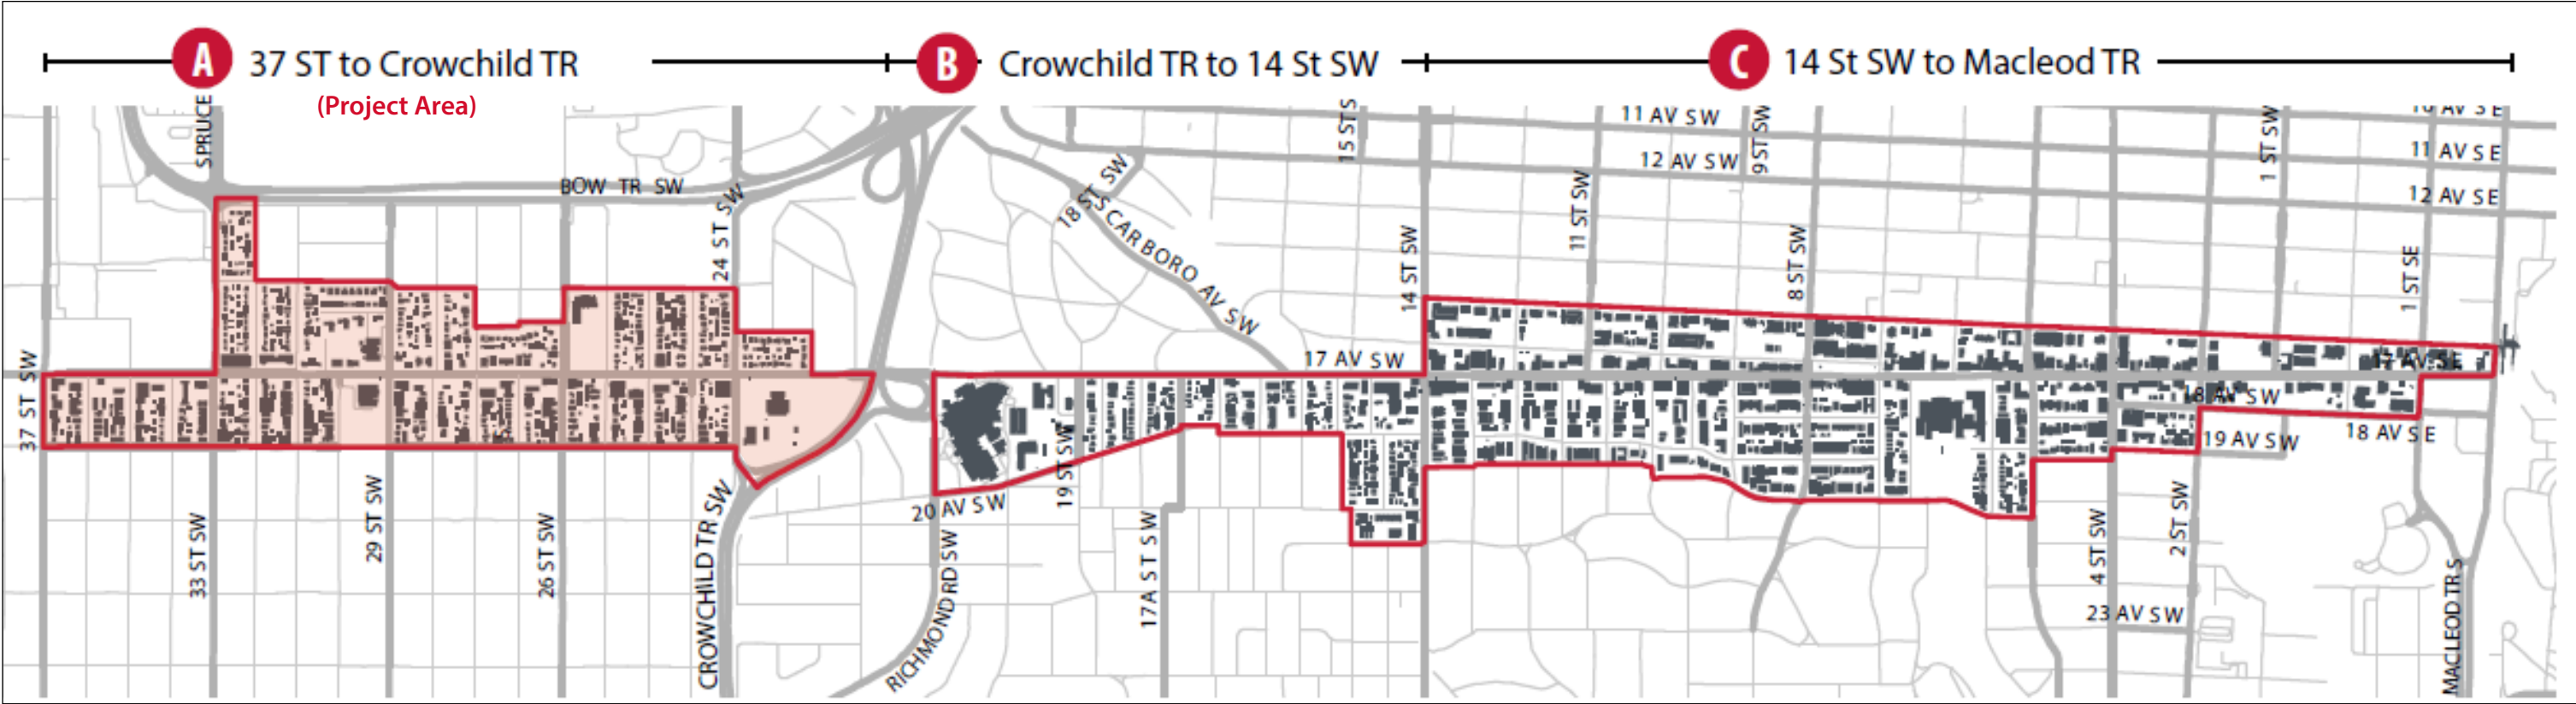 A 37 ST to Crowchild TR
(Project Area)
B Crowchild TR to 14 St SW
C 14 St SW to Macleod TR
SPRUCE
BOW TR SW
24 ST SW
37 ST SW
33 ST SW
29 ST SW
26 ST SW
CROWCHILD TR SW
18 ST SW
SCARBORO AV SW
15 ST S
14 ST SW
17 AV SW
20 AV SW
19 ST SW
RICHMOND RD SW
17A ST SW
11 AV SW
12 AV SW
9 ST SW
11 ST SW
8 ST SW
1 ST SW
10 AV SE
11 AV SE
12 AV SE
1 ST SE
17 AV SE
18 AV SW
18 AV SE
19 AV SW
4 ST SW
2 ST SW
23 AV SW
MACLEOD TR S